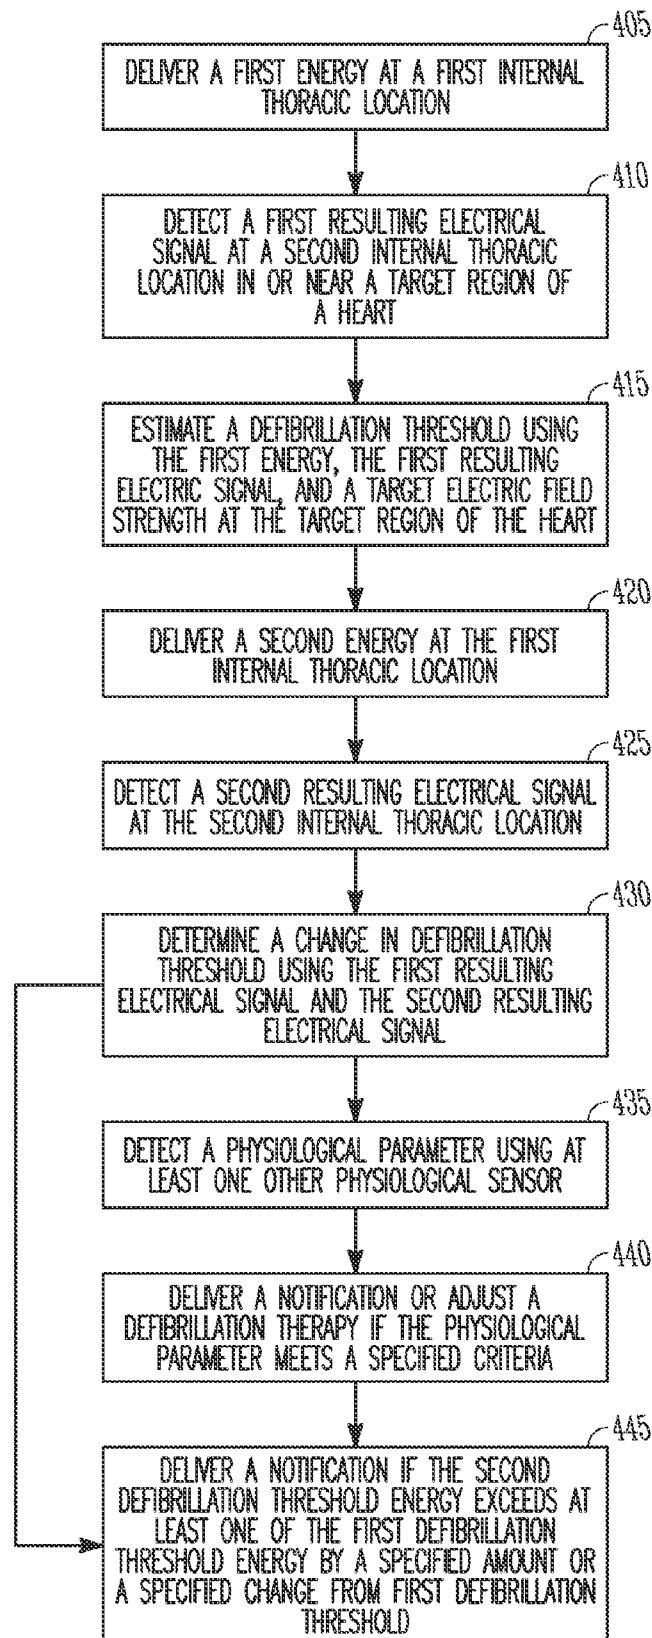 405
DELIVER A FIRST ENERGY AT A FIRST INTERNAL
THORACIC LOCATION
410
DETECT A FIRST RESULTING ELECTRICAL
SIGNAL AT A SECOND INTERNAL THORACIC
LOCATION IN OR NEAR A TARGET REGION OF
A HEART
415
ESTIMATE A DEFIBRILLATION THRESHOLD USING
THE FIRST ENERGY, THE FIRST RESULTING
ELECTRIC SIGNAL, AND A TARGET ELECTRIC FIELD
STRENGTH AT THE TARGET REGION OF THE HEART
420
DELIVER A SECOND ENERGY AT THE FIRST
INTERNAL THORACIC LOCATION
425
DETECT A SECOND RESULTING ELECTRICAL SIGNAL
AT THE SECOND INTERNAL THORACIC LOCATION
430
DETERMINE A CHANGE IN DEFIBRILLATION
THRESHOLD USING THE FIRST RESULTING
ELECTRICAL SIGNAL AND THE SECOND RESULTING
ELECTRICAL SIGNAL
435
DETECT A PHYSIOLOGICAL PARAMETER USING AT
LEAST ONE OTHER PHYSIOLOGICAL SENSOR
440
DELIVER A NOTIFICATION OR ADJUST A
DEFIBRILLATION THERAPY IF THE PHYSIOLOGICAL
PARAMETER MEETS A SPECIFIED CRITERIA
445
DELIVER A NOTIFICATION IF THE SECOND
DEFIBRILLATION THRESHOLD ENERGY EXCEEDS AT
LEAST ONE OF THE FIRST DEFIBRILLATION
THRESHOLD ENERGY BY A SPECIFIED AMOUNT OR
A SPECIFIED CHANGE FROM FIRST DEFIBRILLATION
THRESHOLD